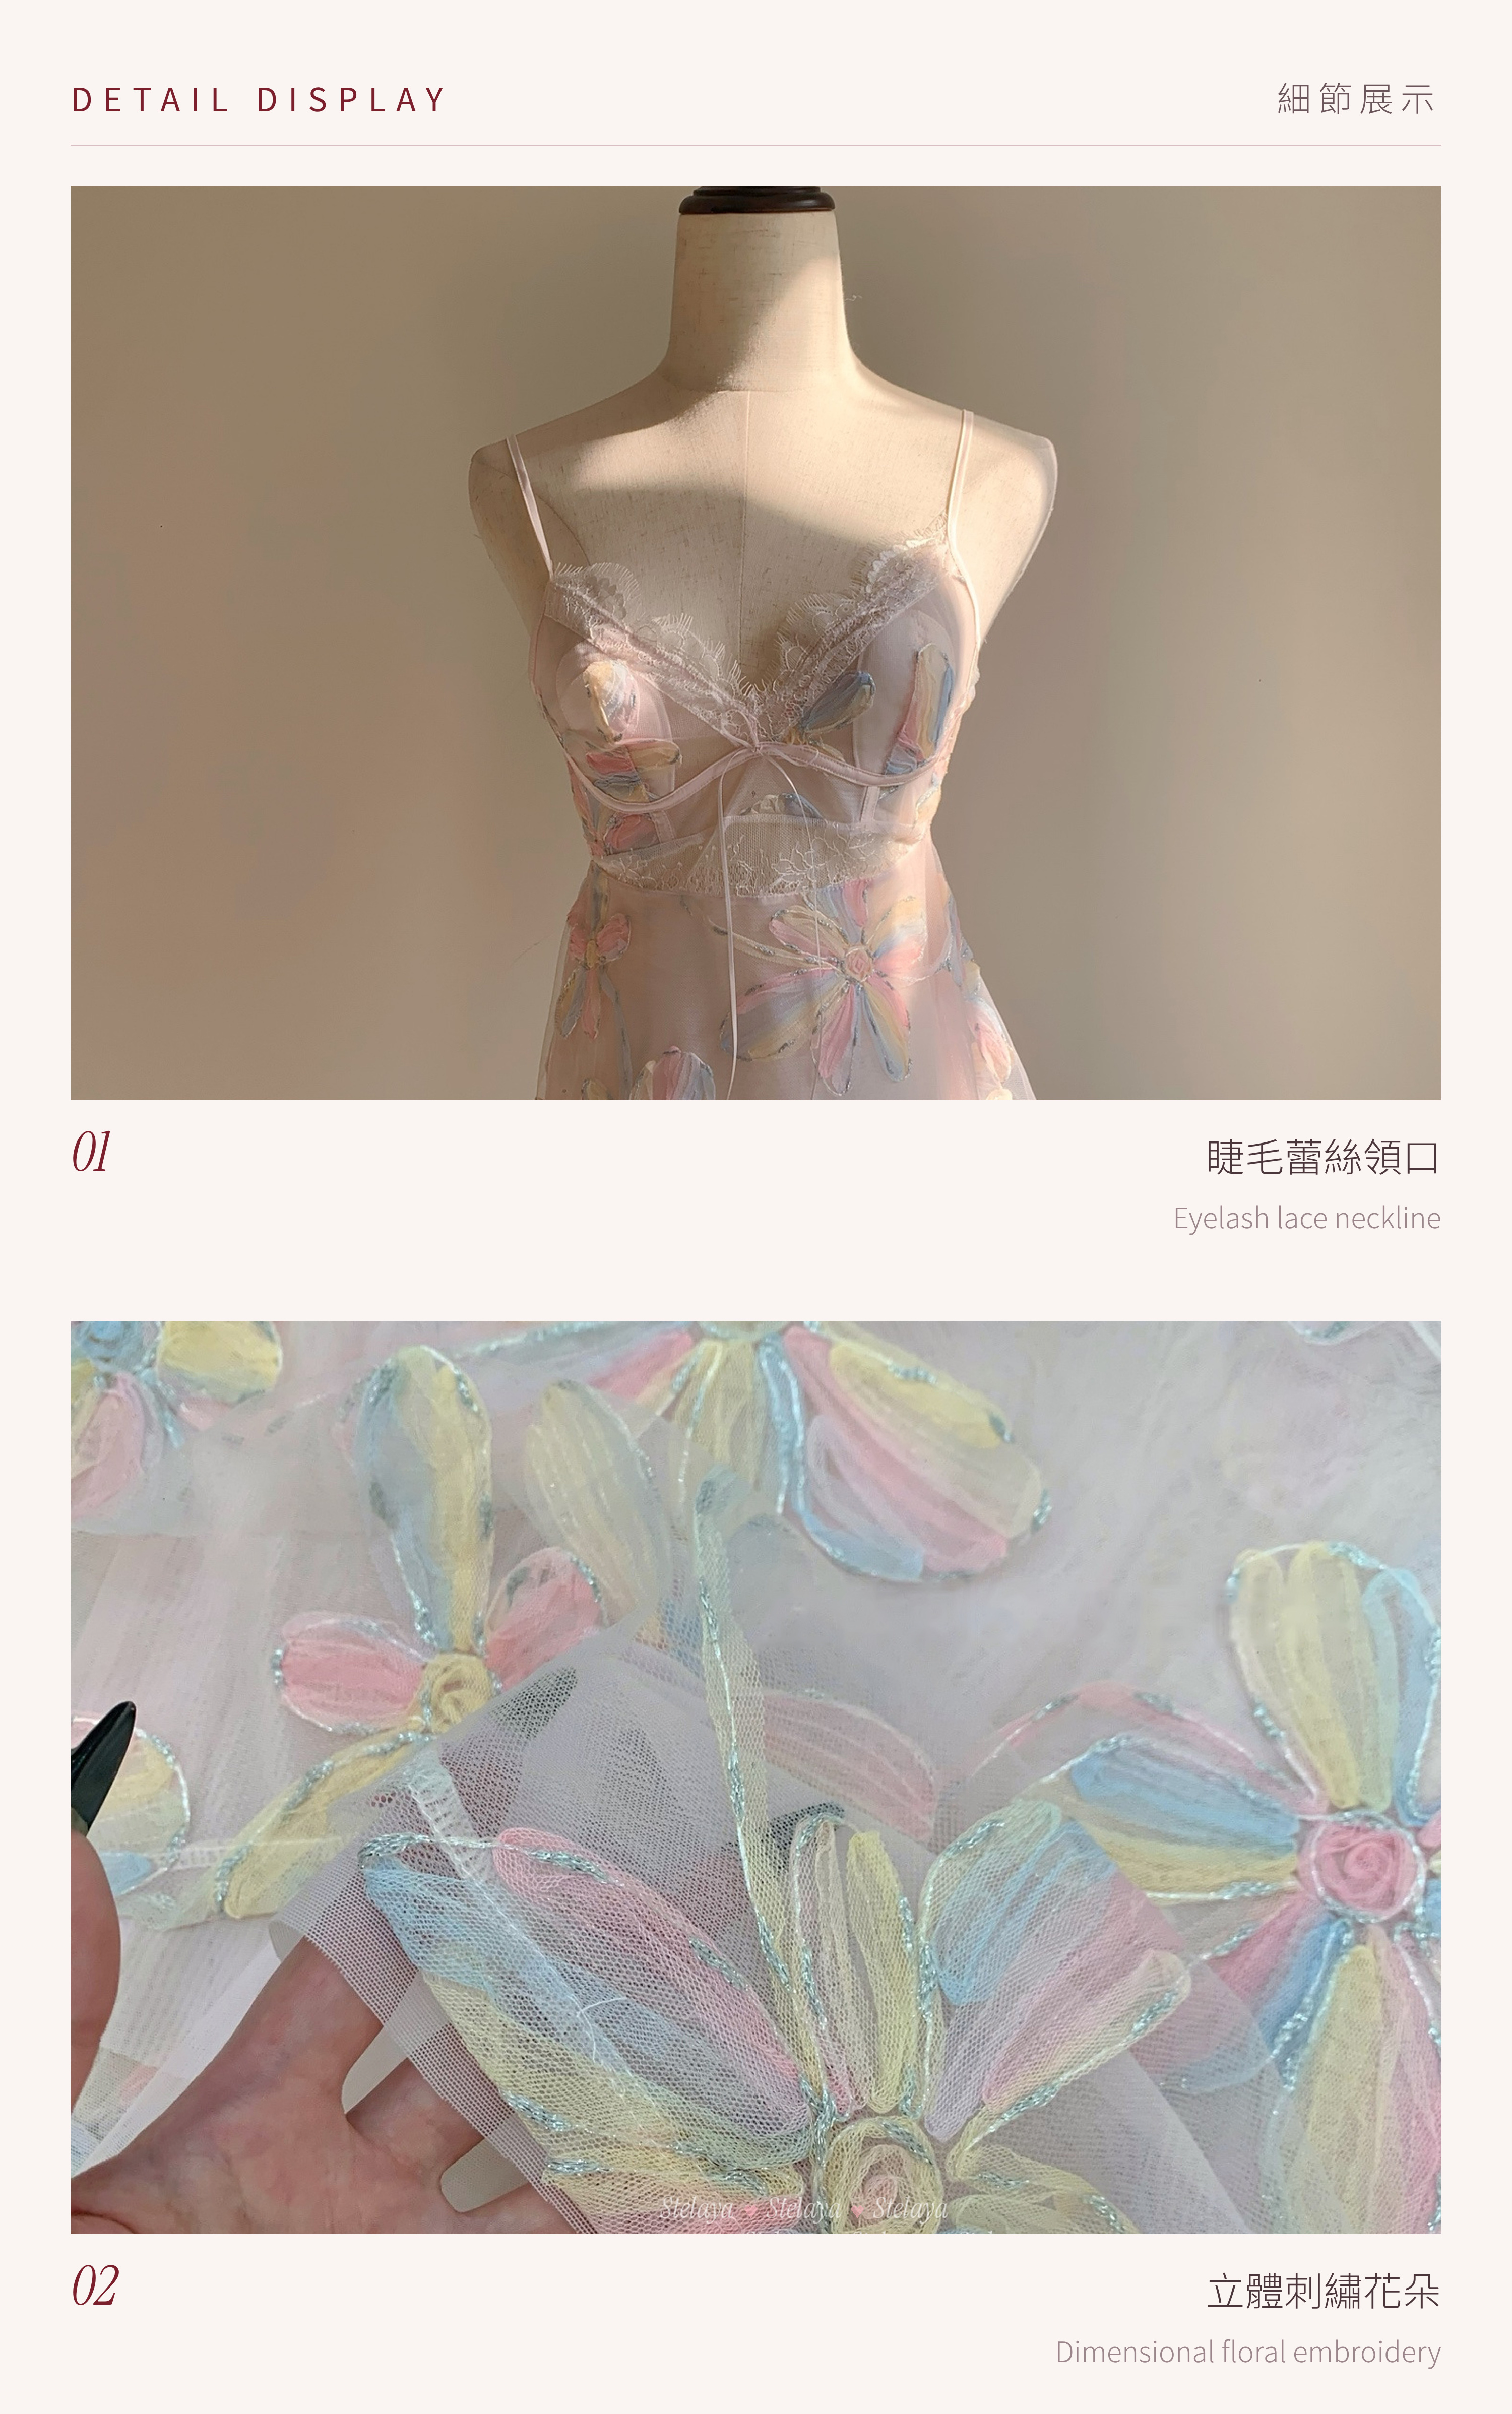 DETAIL DISPLAY
細節展示
01
睫毛蕾絲領口
Eyelash lace neckline
Stelaya ♥ Stelaya ♥ Stelaya
02
立體刺繡花朵
Dimensional floral embroidery